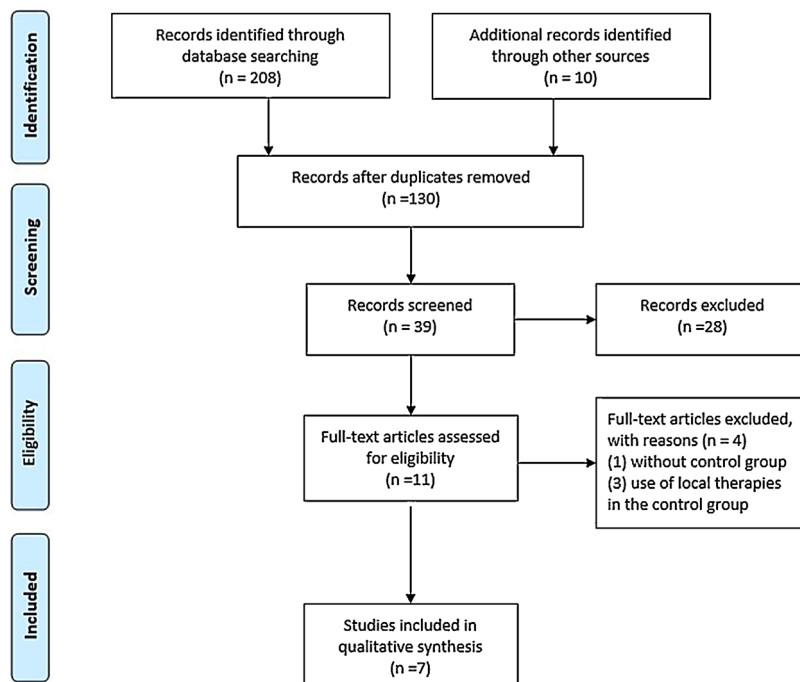 Identification
Records identified through
database searching
(n = 208)
Additional records identified
through other sources
(n = 10)
Records after duplicates removed
(n =130)
Screening
Records screened
(n = 39)
Records excluded
(n =28)
Eligibility
Full-text articles assessed
for eligibility
(n =11)
Full-text articles excluded,
with reasons (n = 4)
(1) without control group
(3) use of local therapies
in the control group
Included
Studies included in
qualitative synthesis
(n =7)